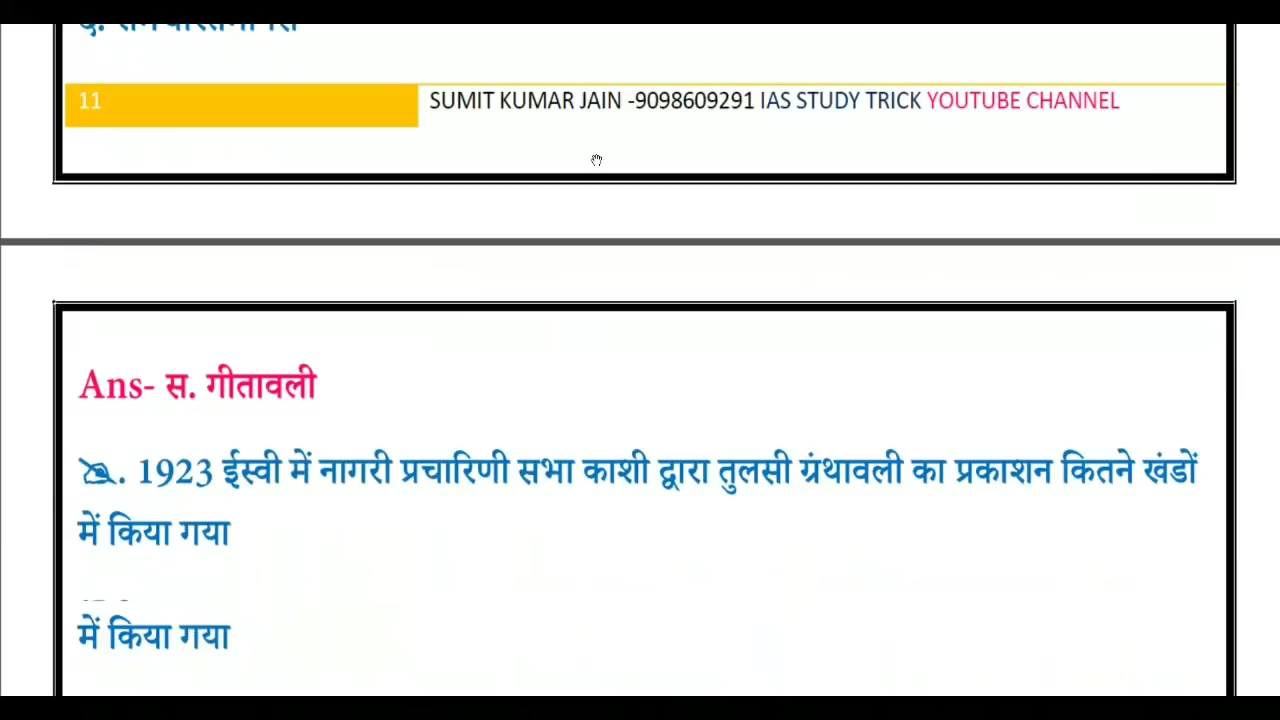 11
SUMIT KUMAR JAIN -9098609291 IAS STUDY TRICK YOUTUBE CHANNEL
Ans- स. गीतावली
. 1923 ईस्वी में नागरी प्रचारिणी सभा काशी द्वारा तुलसी ग्रंथावली का प्रकाशन कितने खंडों
में किया गया
में किया गया